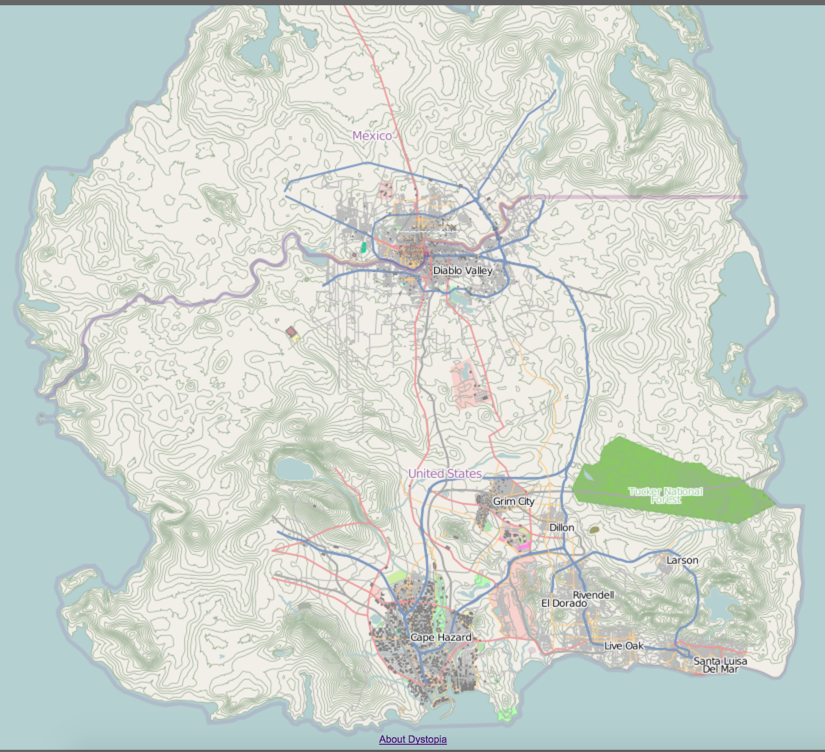 Mexico
Diablo Valley
United States
Grim City
Tucker National
Forest
Dillon
Larson
Rivendell
El Dorado
Cape Hazard
Live Oak
Santa Luisa
Del Mar
About Dystopia